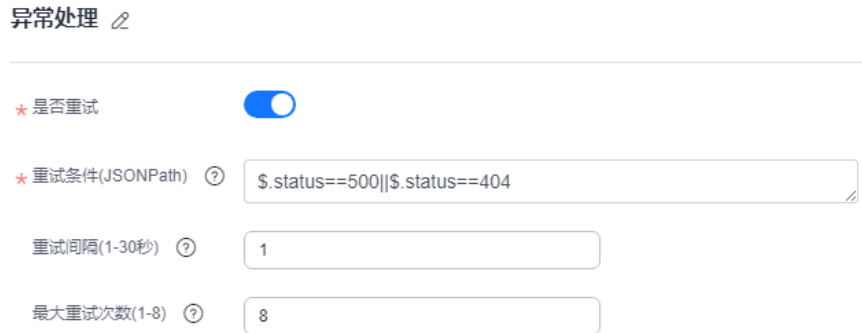 异常处理
* 是否重试
* 重试条件(JSONPath) ? $.status==500||$.status==404
重试间隔(1-30秒) ? 1
最大重试次数(1-8) ? 8